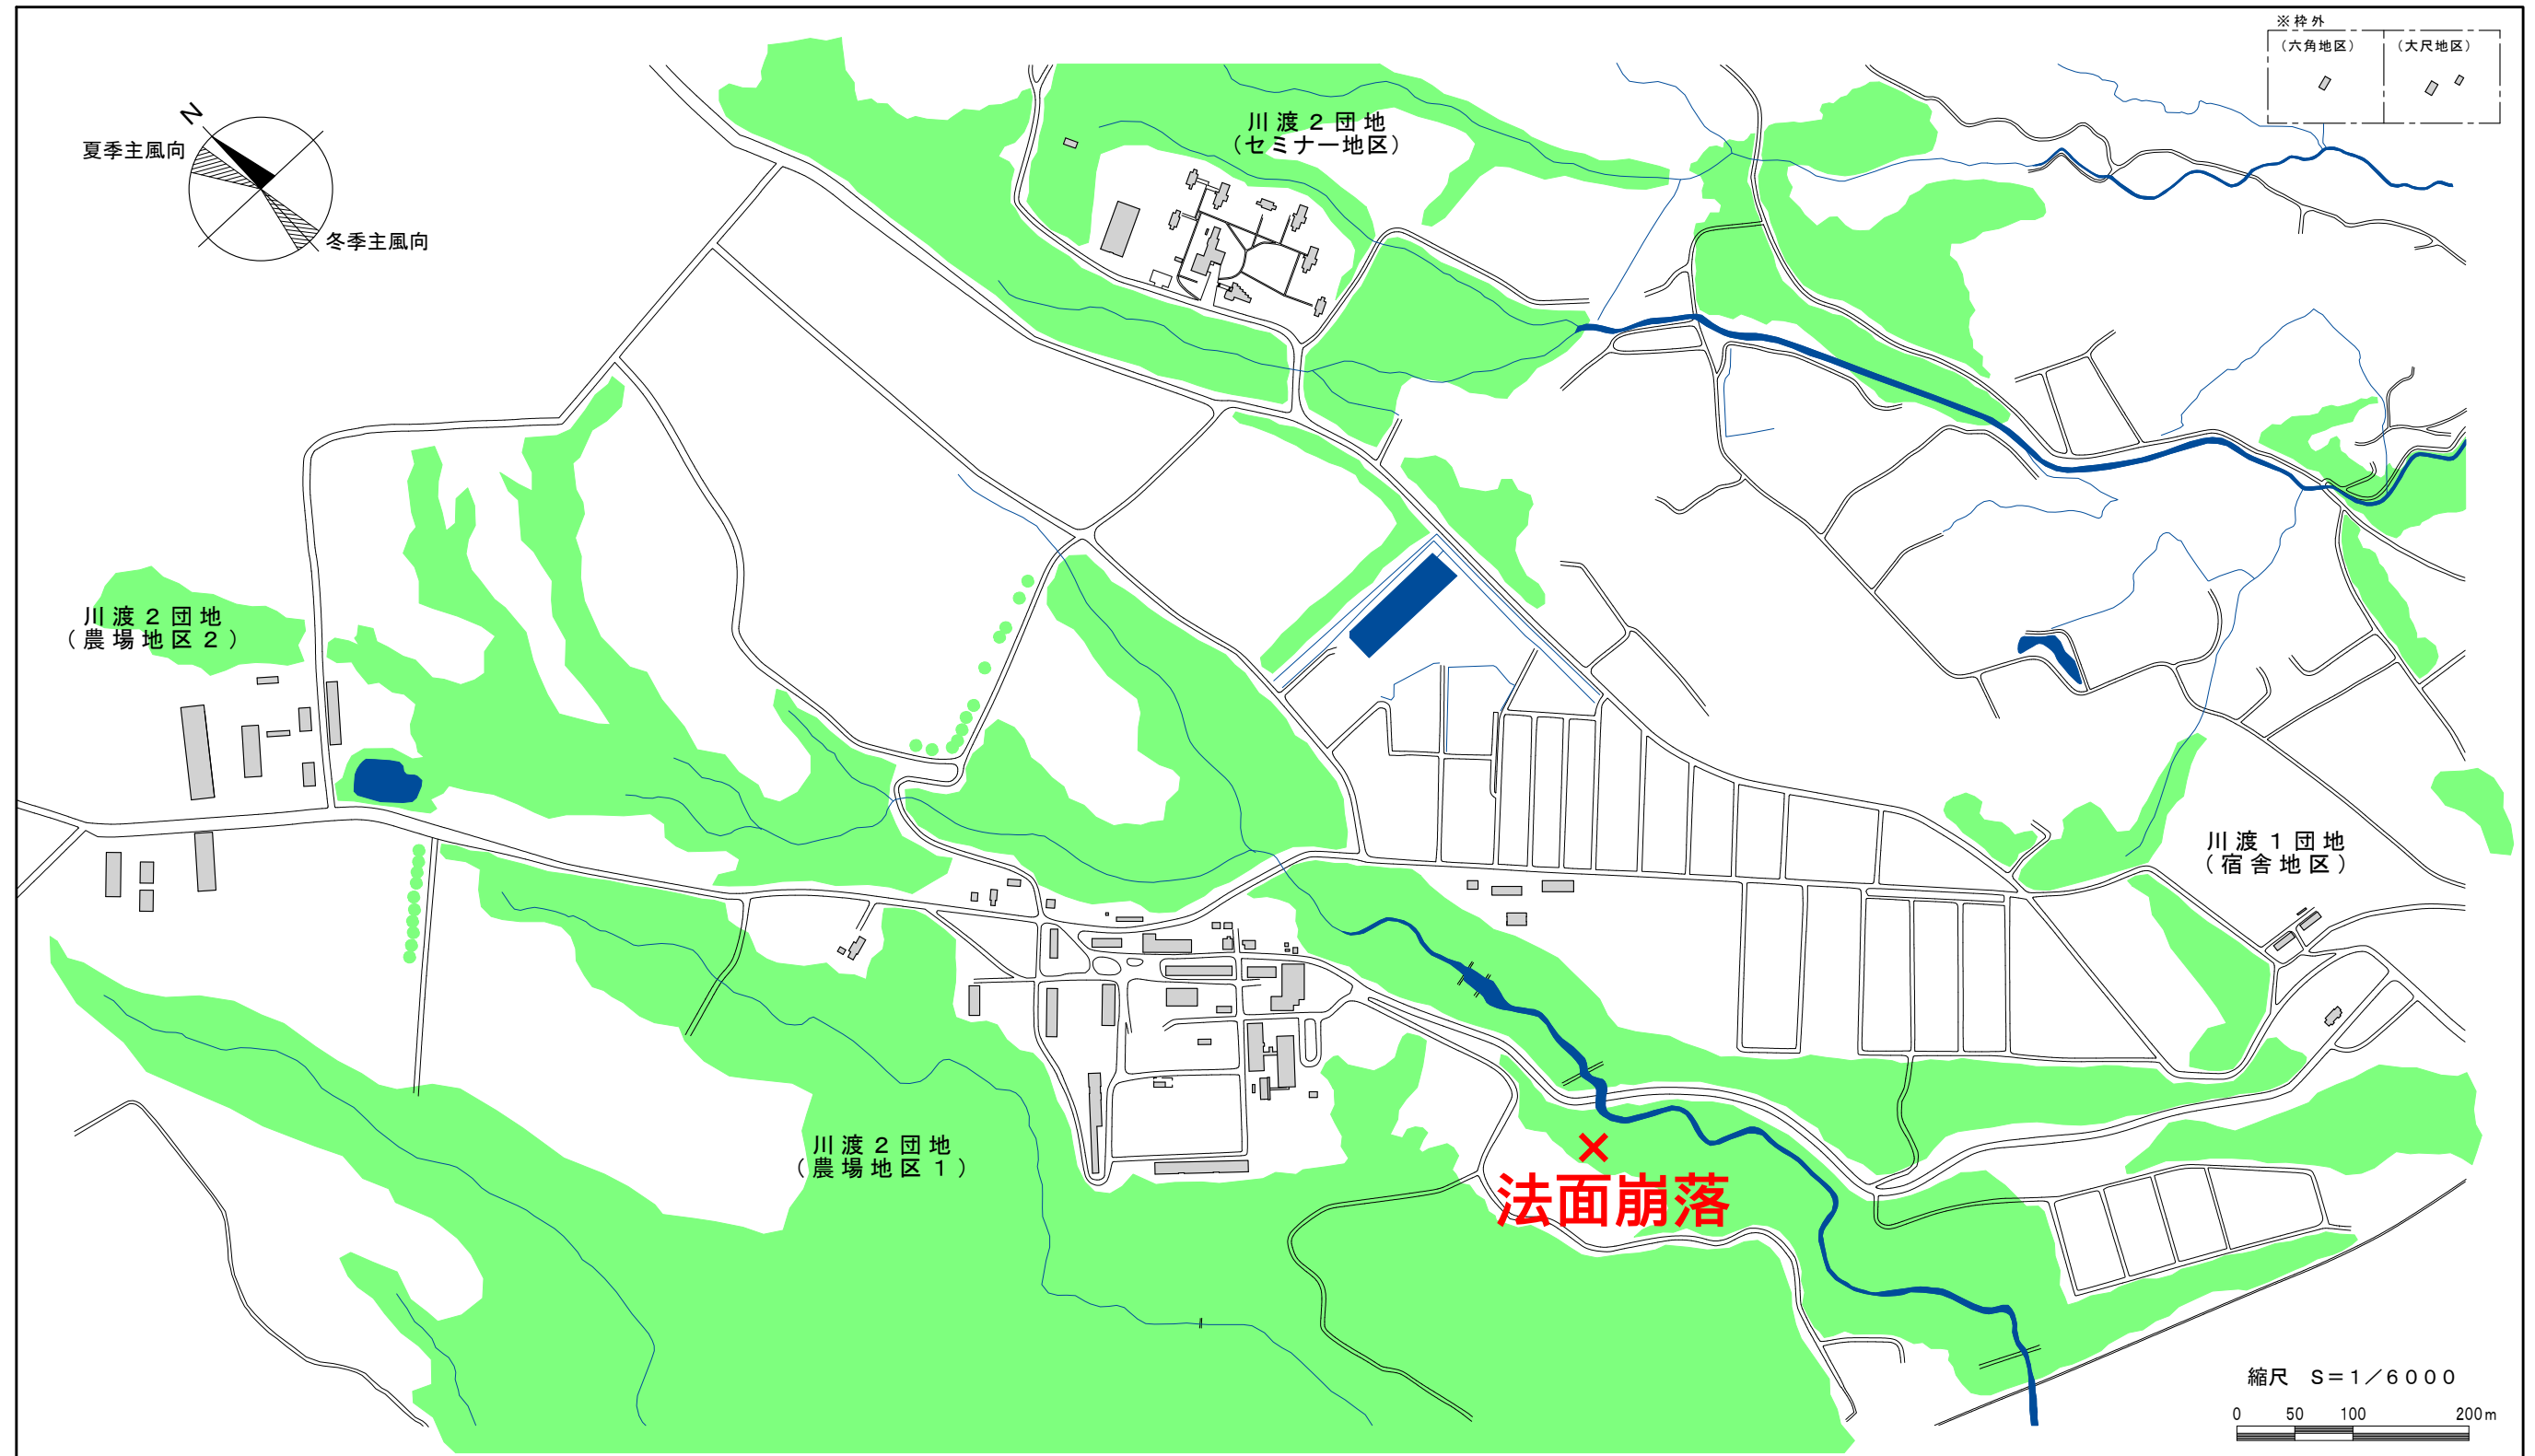 ※枠外
（六角地区）
（大尺地区）
N
夏季主風向
冬季主風向
川渡２団地
（セミナー地区）
川渡２団地
（農場地区２）
川渡１団地
（宿舎地区）
川渡２団地
（農場地区１）
×
法面崩落
縮尺　S＝１／６０００
0 50 100 200m